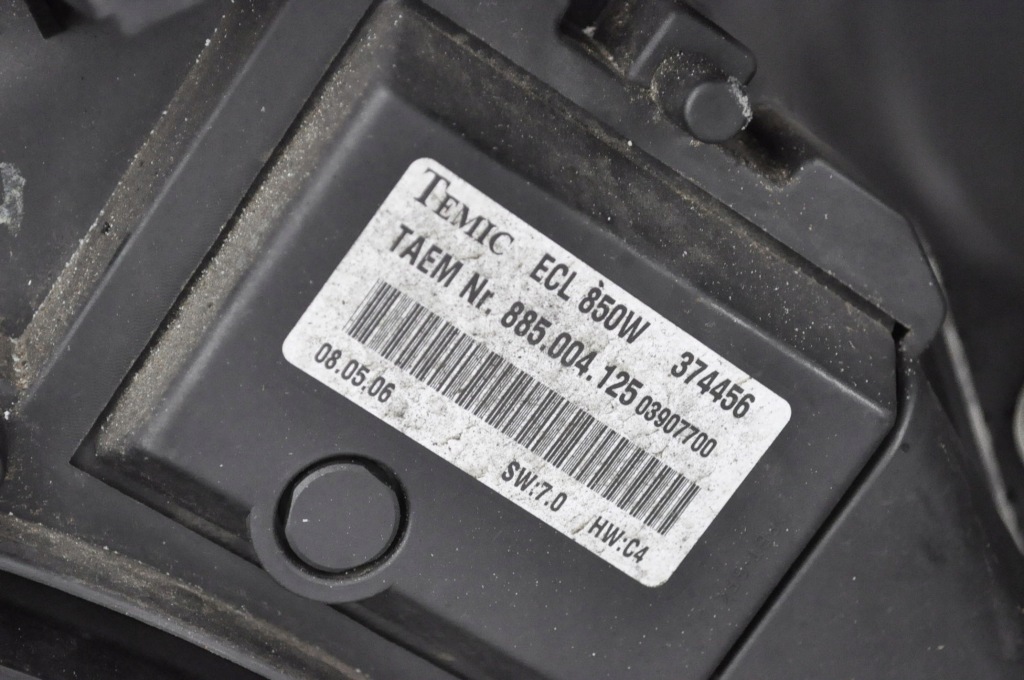 TEMIC ECL 850W 374456
TAEM Nr. 885.004.125 03907700
08.05.06 SW:7.0 HW:C4